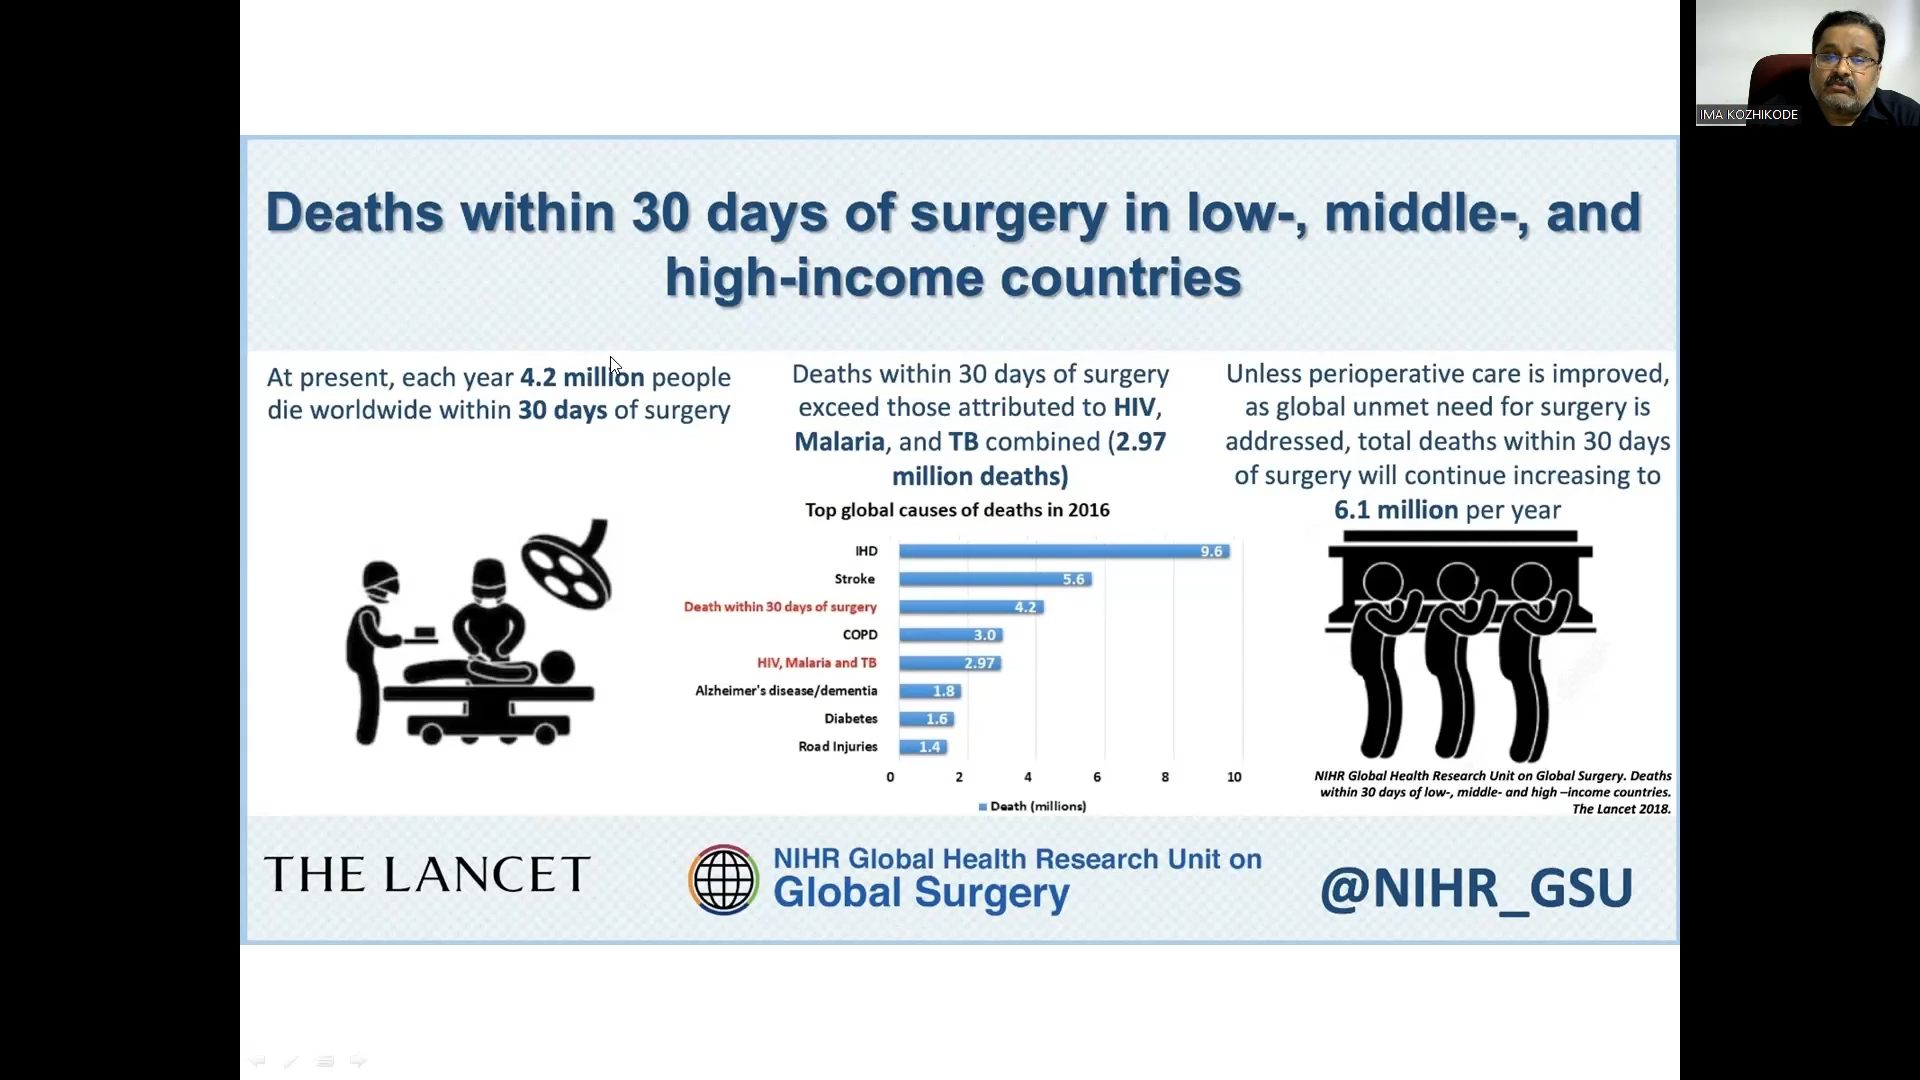 IMA KOZHIKODE
Deaths within 30 days of surgery in low-, middle-, and
high-income countries
At present, each year 4.2 million people
die worldwide within 30 days of surgery
Deaths within 30 days of surgery
exceed those attributed to HIV,
Malaria, and TB combined (2.97
million deaths)
Top global causes of deaths in 2016
IHD 9.6
Stroke 5.6
Death within 30 days of surgery 4.2
COPD 3.0
HIV, Malaria and TB 2.97
Alzheimer's disease/dementia 1.8
Diabetes 1.6
Road Injuries 1.4
0 2 4 6 8 10
Death (millions)
Unless perioperative care is improved,
as global unmet need for surgery is
addressed, total deaths within 30 days
of surgery will continue increasing to
6.1 million per year
NIHR Global Health Research Unit on Global Surgery. Deaths
within 30 days of low-, middle- and high –income countries.
The Lancet 2018.
THE LANCET
NIHR Global Health Research Unit on
Global Surgery
@NIHR_GSU